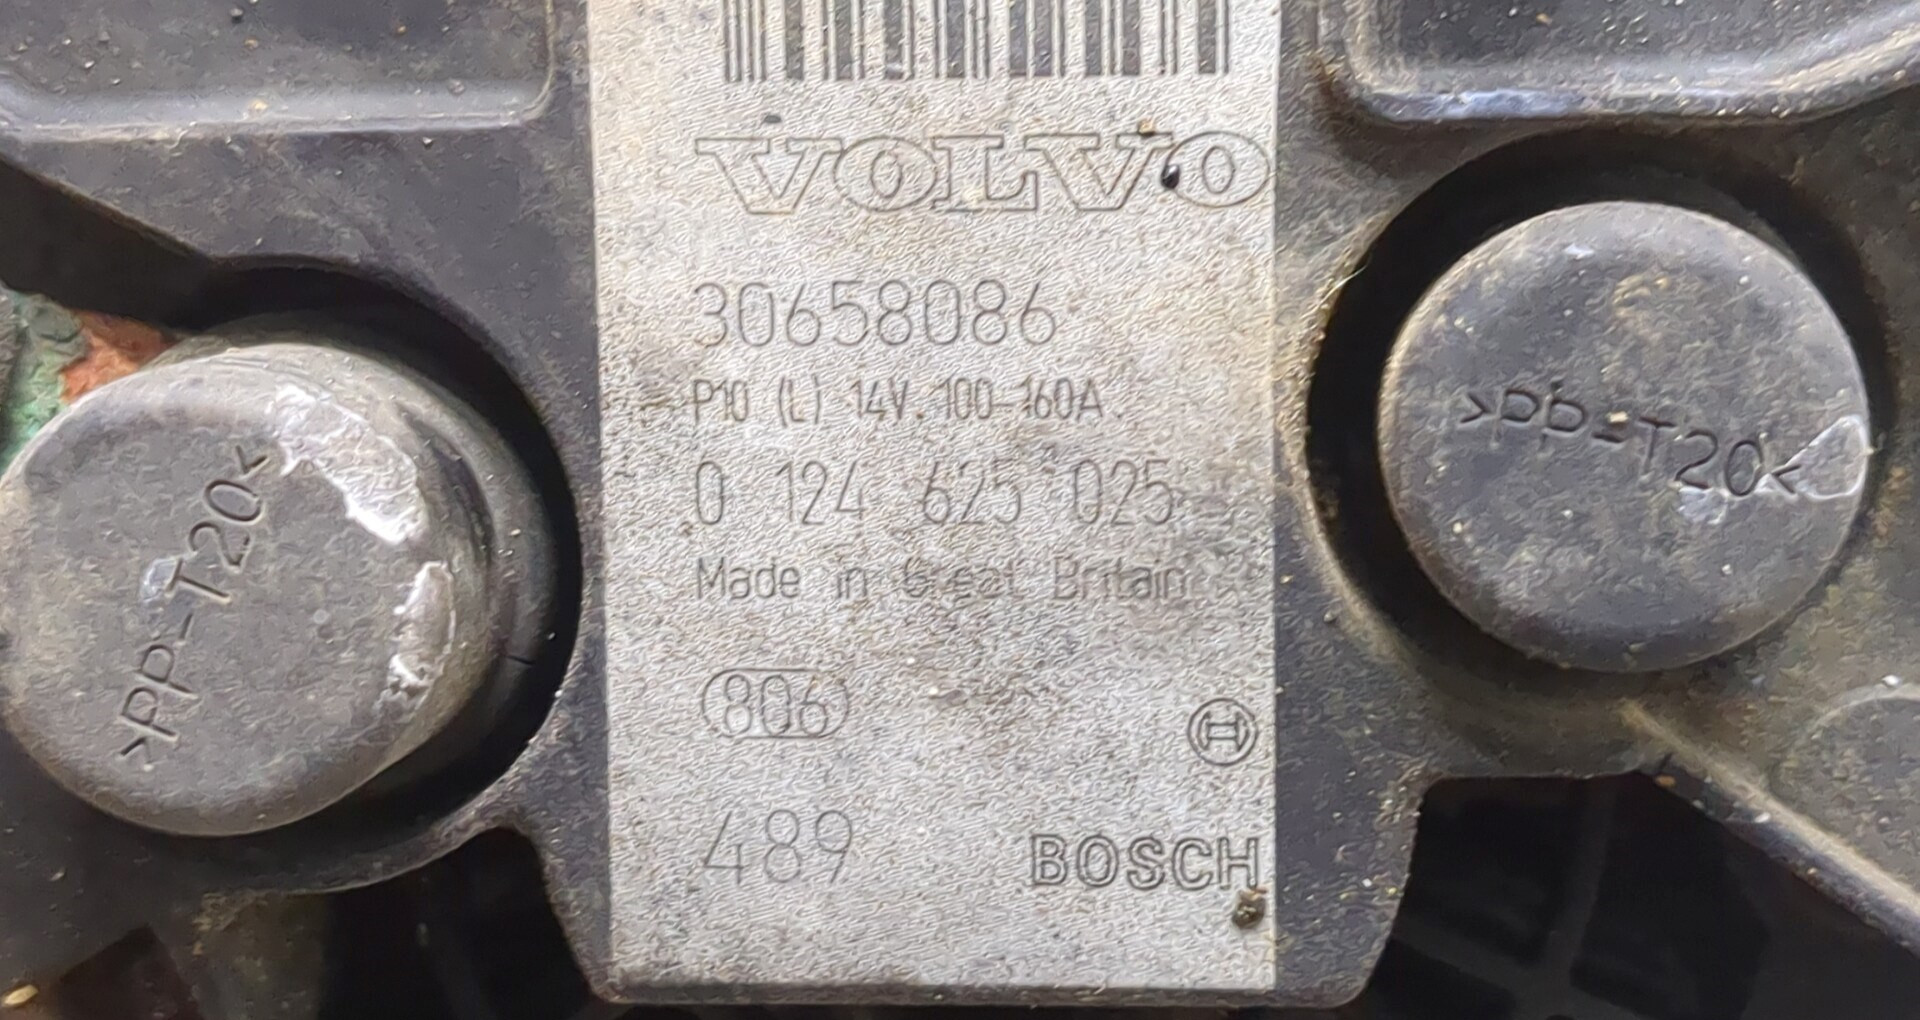 VOLVO
30658086
P10 (L) 14V. 100-160A.
0 124 625 025
Made in Great Britain
806
489
BOSCH
>PP-T20<
>PP-T20<